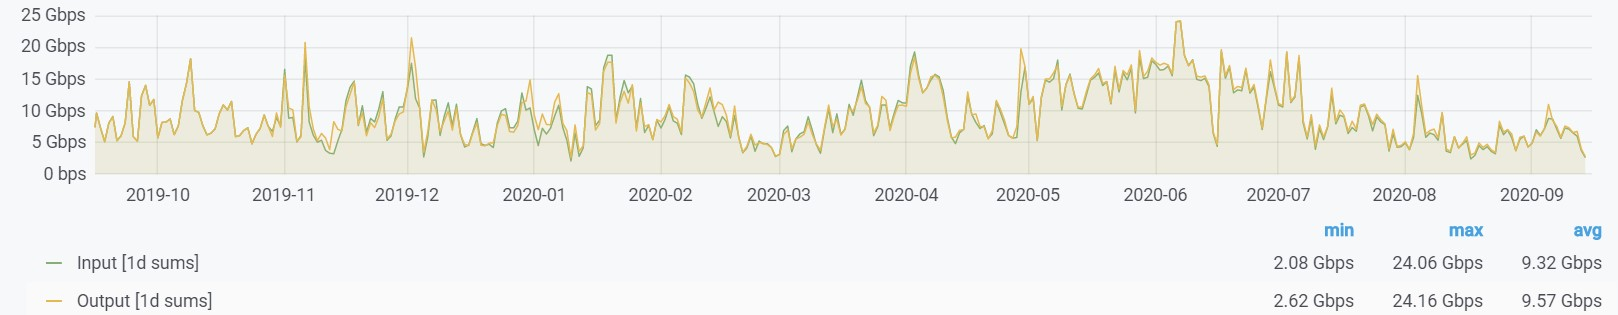 25 Gbps
20 Gbps
15 Gbps
10 Gbps
5 Gbps
0 bps
2019-10 2019-11 2019-12 2020-01 2020-02 2020-03 2020-04 2020-05 2020-06 2020-07 2020-08 2020-09
min max avg
Input [1d sums] 2.08 Gbps 24.06 Gbps 9.32 Gbps
Output [1d sums] 2.62 Gbps 24.16 Gbps 9.57 Gbps